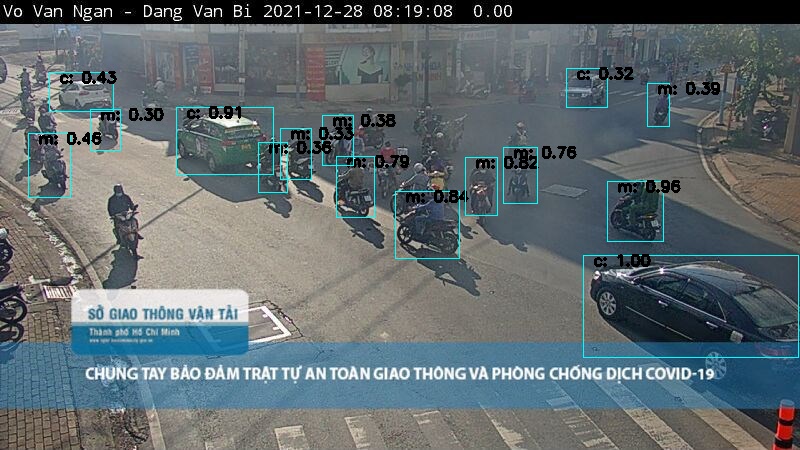 Vo Van Ngan - Dang Van Bi 2021-12-28 08:19:08 0.00
c: 0.43
c: 0.32
m: 0.39
m: 0.30
c: 0.91
m: 0.38
m: 0.33
m: 0.46
m: 0.36
m: 0.79
m: 0.82
m: 0.76
m: 0.84
m: 0.96
c: 1.00
SỞ GIAO THÔNG VẬN TẢI
Thành phố Hồ Chí Minh
CHUNG TAY BẢO ĐẢM TRẬT TỰ AN TOÀN GIAO THÔNG VÀ PHÒNG CHỐNG DỊCH COVID-19